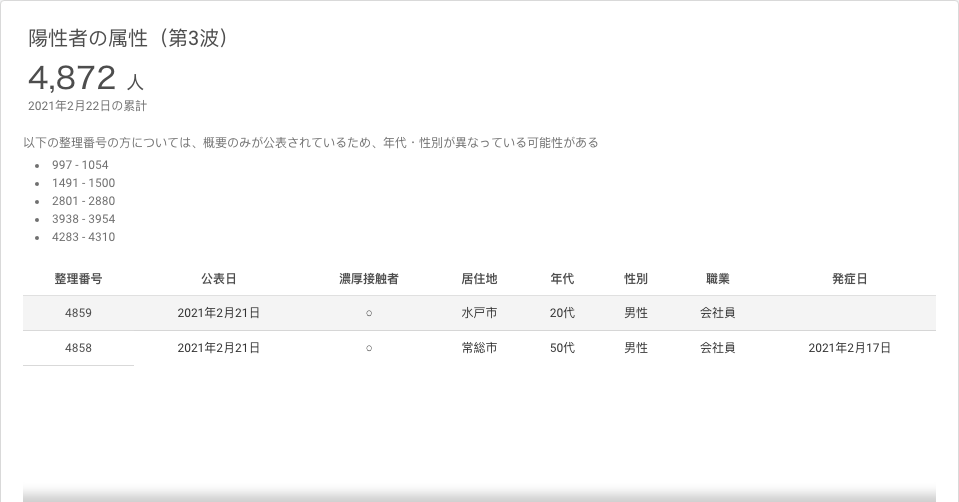 陽性者の属性（第3波）
4,872 人
2021年2月22日の累計
以下の整理番号の方については、概要のみが公表されているため、年代・性別が異なっている可能性がある
• 997 - 1054
• 1491 - 1500
• 2801 - 2880
• 3938 - 3954
• 4283 - 4310
整理番号 公表日 濃厚接触者 居住地 年代 性別 職業 発症日
4859 2021年2月21日 ○ 水戸市 20代 男性 会社員
4858 2021年2月21日 ○ 常総市 50代 男性 会社員 2021年2月17日